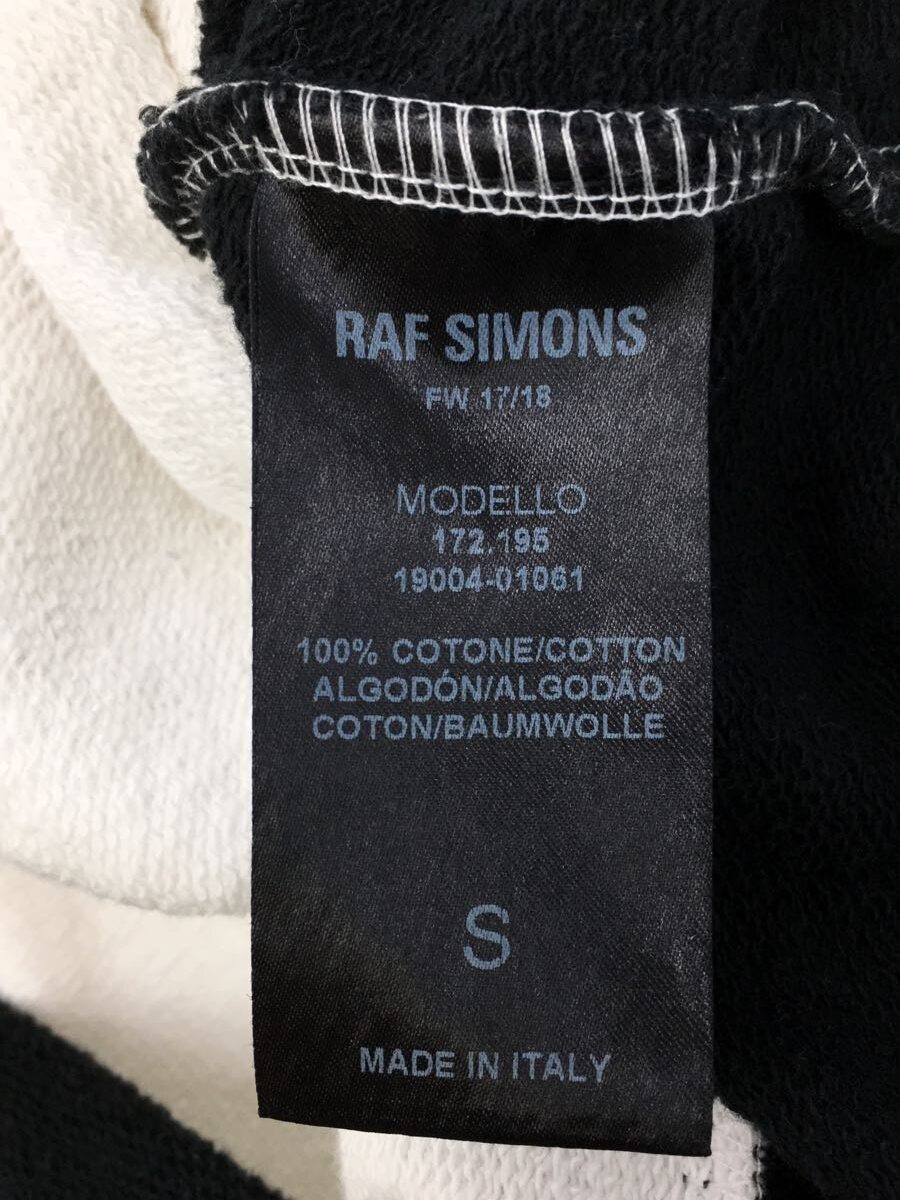 RAF SIMONS
FW 17/18
MODELLO
172.195
19004-01061
100% COTONE/COTTON
ALGODÓN/ALGODÃO
COTON/BAUMWOLLE
S
MADE IN ITALY